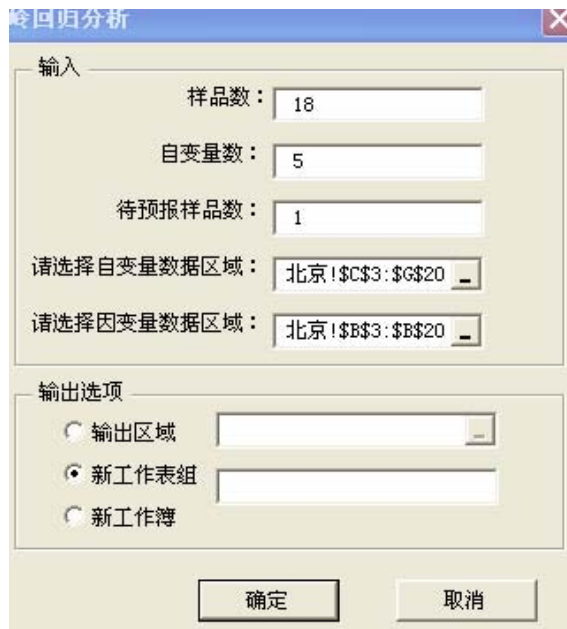 岭回归分析
输入
样品数： 18
自变量数： 5
待预报样品数： 1
请选择自变量数据区域： 北京!$C$3:$G$20
请选择因变量数据区域： 北京!$B$3:$B$20
输出选项
输出区域
新工作表组
新工作簿
确定 取消